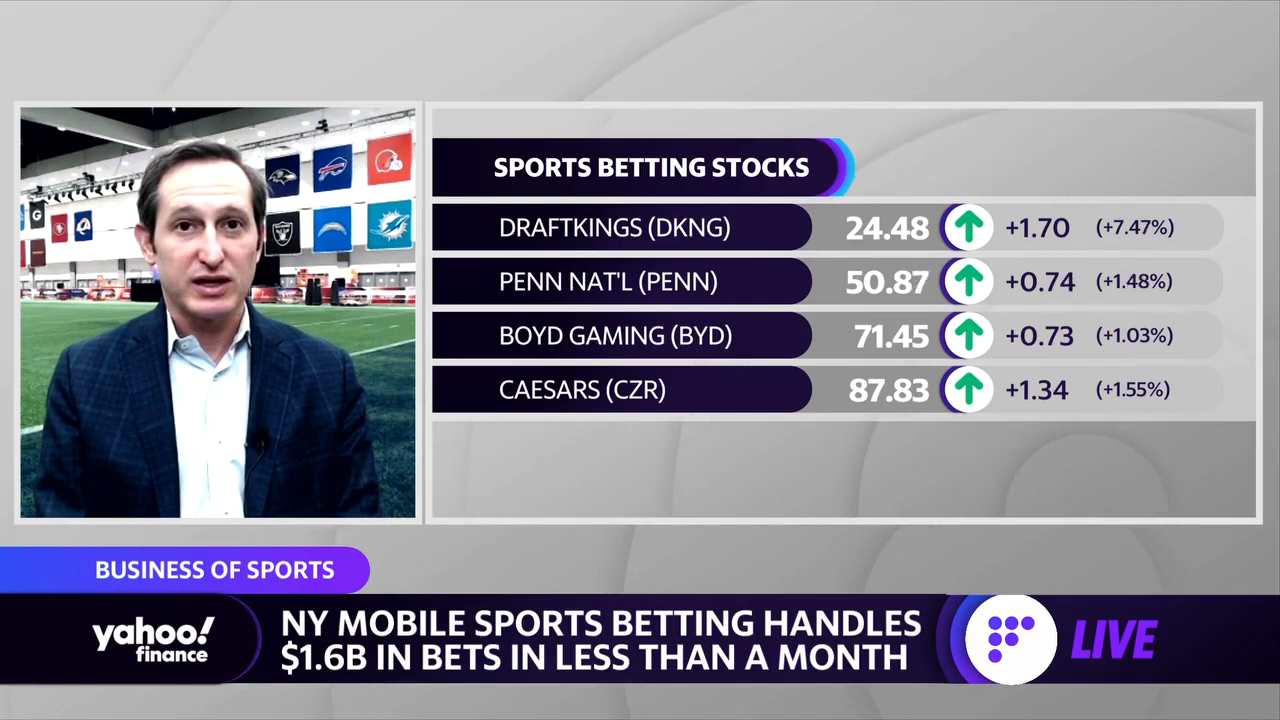 SPORTS BETTING STOCKS
DRAFTKINGS (DKNG) 24.48 +1.70 (+7.47%)
PENN NAT'L (PENN) 50.87 +0.74 (+1.48%)
BOYD GAMING (BYD) 71.45 +0.73 (+1.03%)
CAESARS (CZR) 87.83 +1.34 (+1.55%)
BUSINESS OF SPORTS
yahoo!
finance
NY MOBILE SPORTS BETTING HANDLES
$1.6B IN BETS IN LESS THAN A MONTH
LIVE